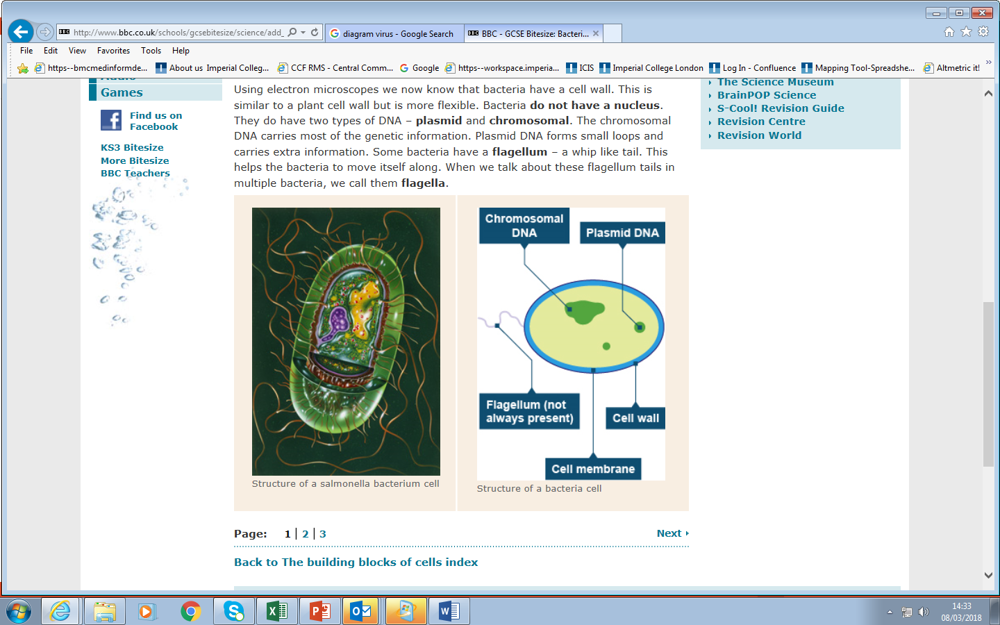 http://www.bbc.co.uk/schools/gcsebitesize/science/add_
diagram virus - Google Search
BBC - GCSE Bitesize: Bacteri...
File Edit View Favorites Tools Help
https--bmcmedinformde...
About us Imperial Colleg...
CCF RMS - Central Comm...
Google
https--workspace.imperia...
ICIS
Imperial College London
Log In - Confluence
Mapping Tool-Spreadshe...
Altmetric it!
Audio
Games
Find us on
Facebook
KS3 Bitesize
More Bitesize
BBC Teachers
Using electron microscopes we now know that bacteria have a cell wall. This is
similar to a plant cell wall but is more flexible. Bacteria do not have a nucleus.
They do have two types of DNA – plasmid and chromosomal. The chromosomal
DNA carries most of the genetic information. Plasmid DNA forms small loops and
carries extra information. Some bacteria have a flagellum – a whip like tail. This
helps the bacteria to move itself along. When we talk about these flagellum tails in
multiple bacteria, we call them flagella.
Structure of a salmonella bacterium cell
Chromosomal
DNA
Plasmid DNA
Flagellum (not
always present)
Cell wall
Cell membrane
Structure of a bacteria cell
Page: 1 | 2 | 3
Next
Back to The building blocks of cells index
The Science Museum
BrainPOP Science
S-Cool! Revision Guide
Revision Centre
Revision World
14:33
08/03/2018